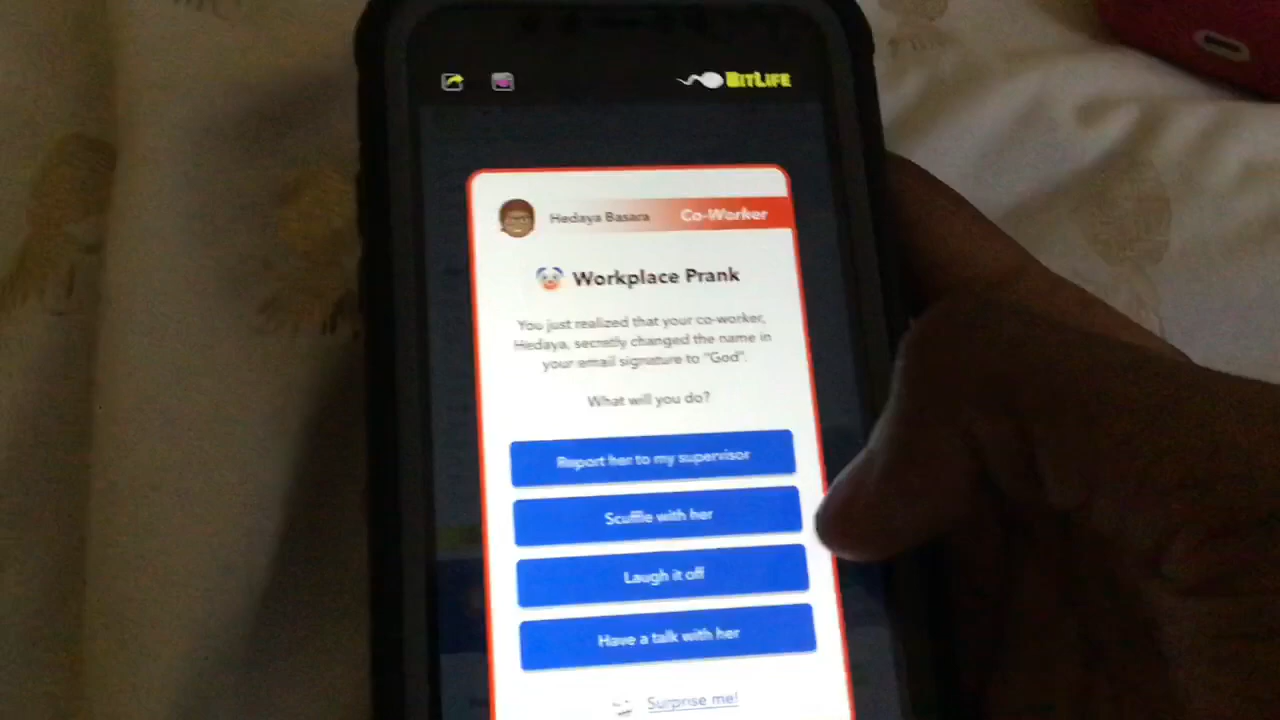 BITLIFE
Hedaya Basara Co-Worker
Workplace Prank
You just realized that your co-worker,
Hedaya, secretly changed the name in
your email signature to "God".
What will you do?
Report her to my supervisor
Scuffle with her
Laugh it off
Have a talk with her
Surprise me!